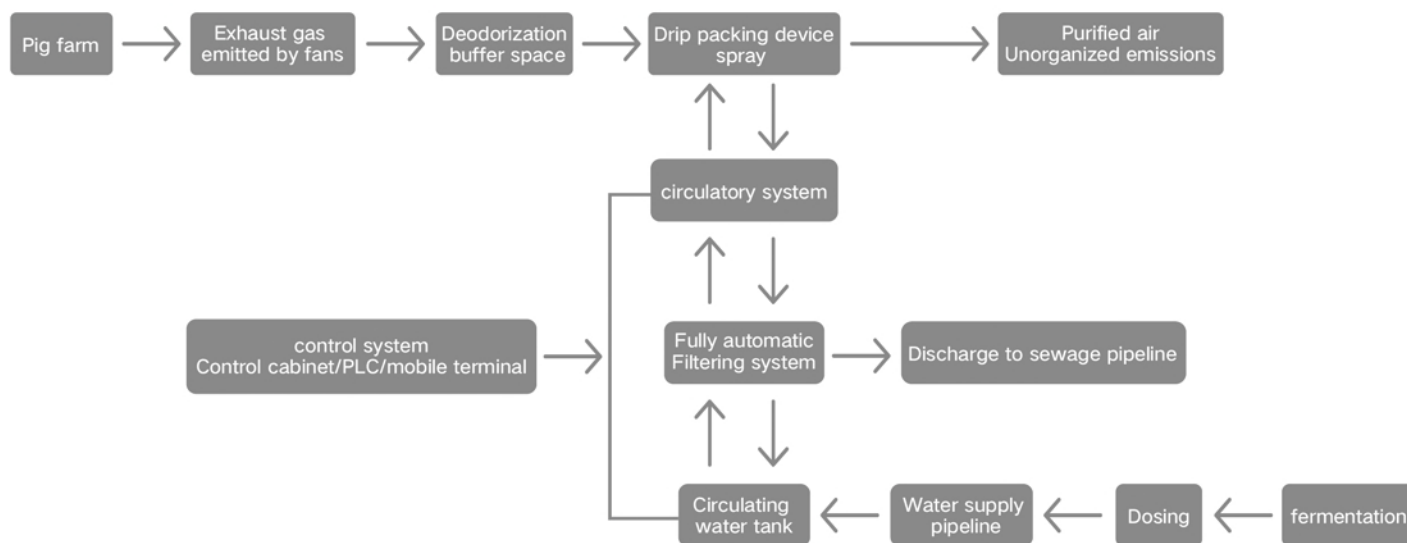 Pig farm
Exhaust gas
emitted by fans
Deodorization
buffer space
Drip packing device
spray
Purified air
Unorganized emissions
circulatory system
control system
Control cabinet/PLC/mobile terminal
Fully automatic
Filtering system
Discharge to sewage pipeline
Circulating
water tank
Water supply
pipeline
Dosing
fermentation